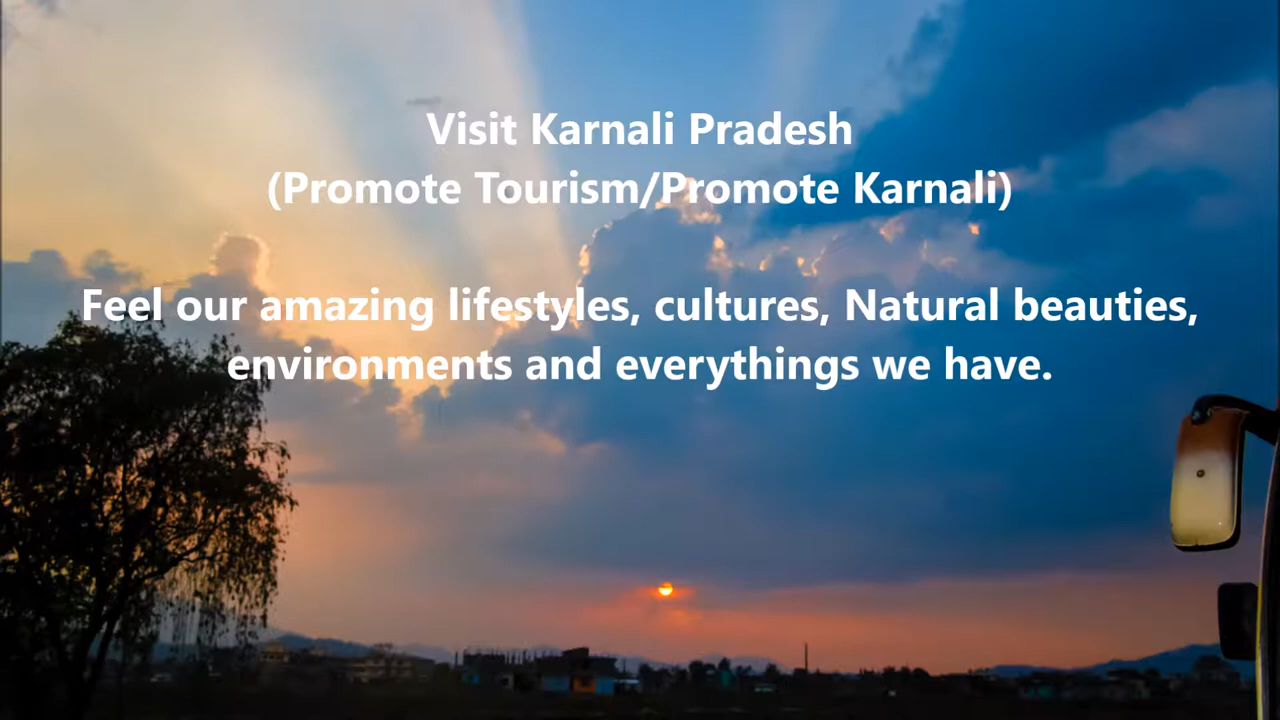 Visit Karnali Pradesh
(Promote Tourism/Promote Karnali)
Feel our amazing lifestyles, cultures, Natural beauties,
environments and everythings we have.